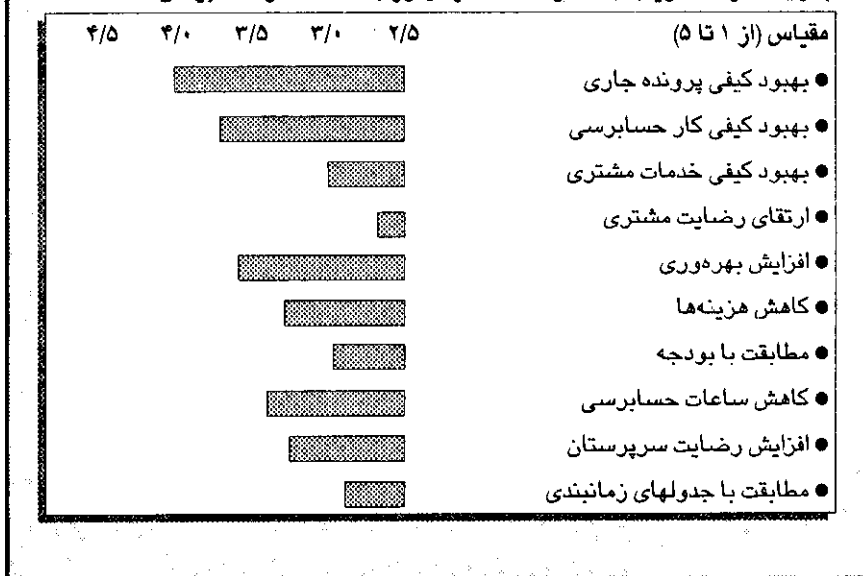 مقیاس (از ۱ تا ۵) ۲/۵ ۳/۰ ۳/۵ ۴/۰ ۴/۵
● بهبود کیفی پرونده جاری
● بهبود کیفی کار حسابرسی
● بهبود کیفی خدمات مشتری
● ارتقای رضایت مشتری
● افزایش بهره‌وری
● کاهش هزینه‌ها
● مطابقت با بودجه
● کاهش ساعات حسابرسی
● افزایش رضایت سرپرستان
● مطابقت با جدولهای زمانبندی